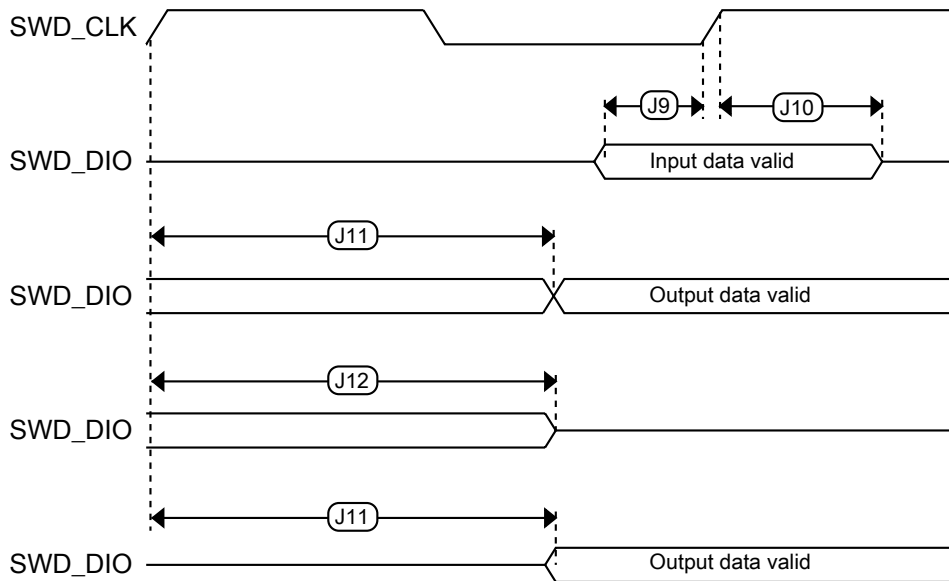 SWD_CLK
J9
J10
SWD_DIO
Input data valid
J11
SWD_DIO
Output data valid
J12
SWD_DIO
J11
SWD_DIO
Output data valid